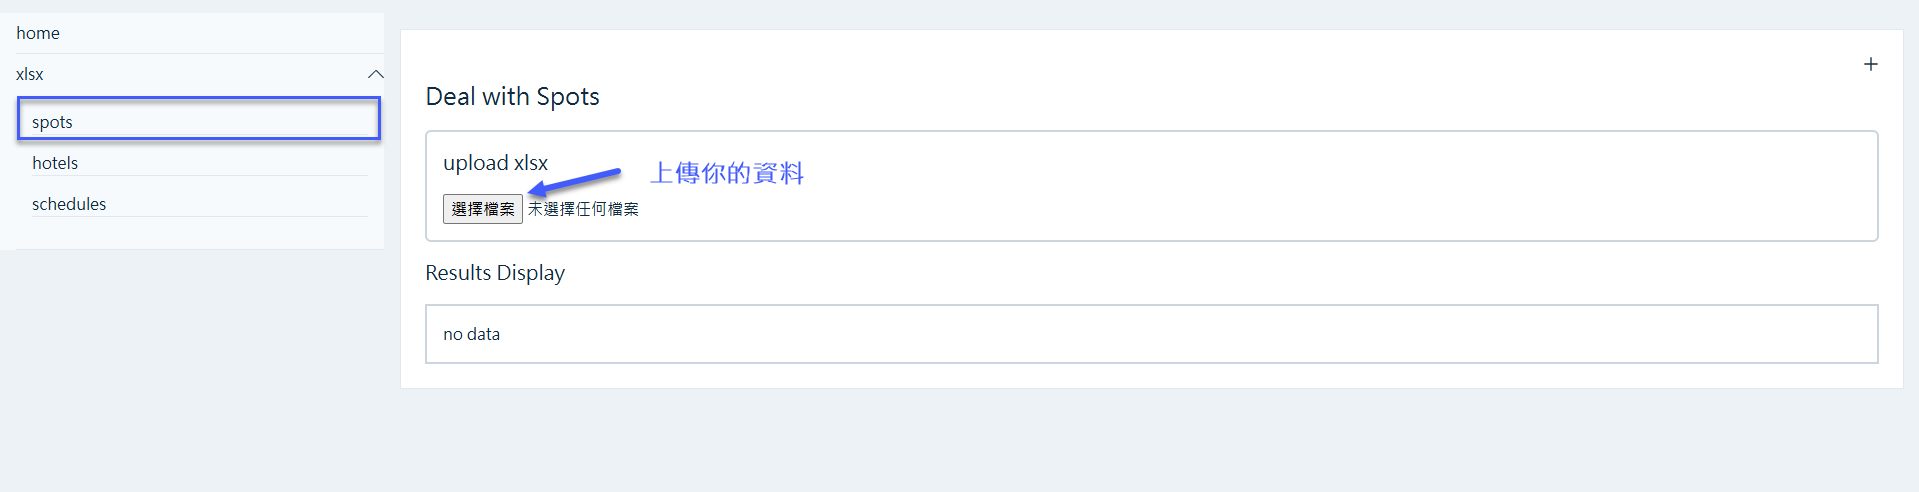 home
xlsx
spots
hotels
schedules
Deal with Spots
upload xlsx
上傳你的資料
選擇檔案 未選擇任何檔案
Results Display
no data